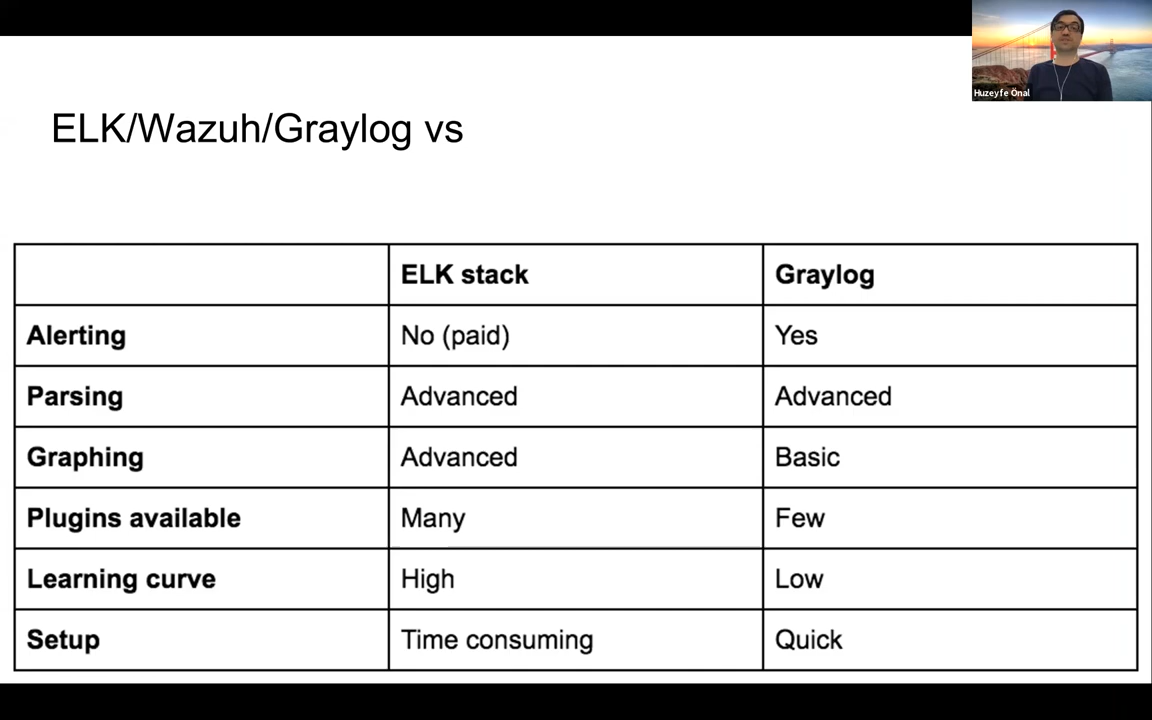 Huzeyfe Önal
ELK/Wazuh/Graylog vs
ELK stack Graylog
Alerting No (paid) Yes
Parsing Advanced Advanced
Graphing Advanced Basic
Plugins available Many Few
Learning curve High Low
Setup Time consuming Quick